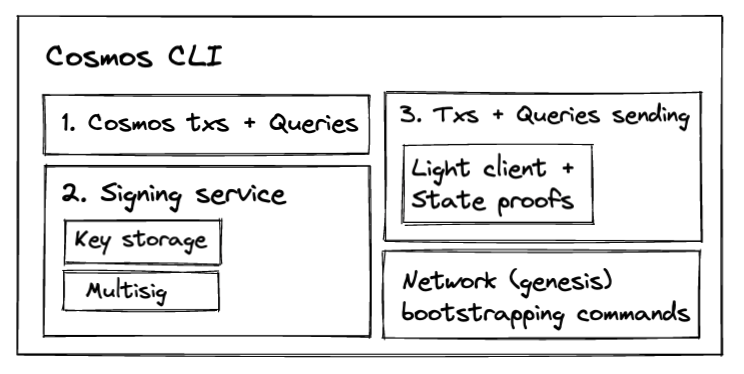 Cosmos CLI
1. Cosmos txs + Queries
2. Signing service
Key storage
Multisig
3. Txs + Queries sending
Light client +
State proofs
Network (genesis)
bootstrapping commands